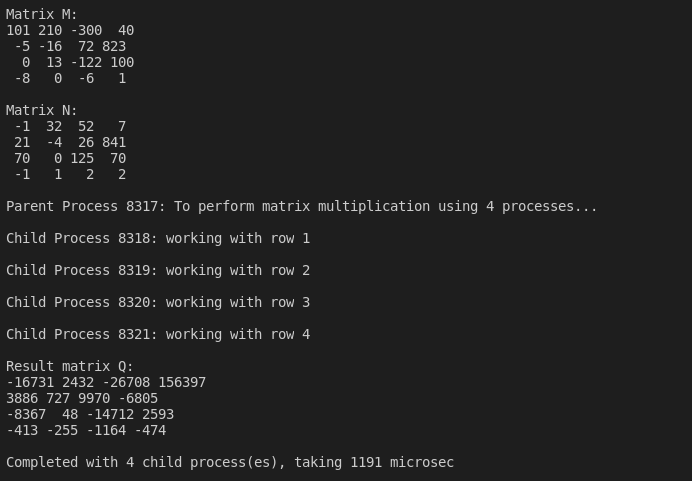 Matrix M:
101 210 -300  40
 -5 -16  72 823
  0  13 -122 100
 -8   0  -6   1

Matrix N:
 -1  32  52   7
 21  -4  26 841
 70   0 125  70
 -1   1   2   2

Parent Process 8317: To perform matrix multiplication using 4 processes...

Child Process 8318: working with row 1

Child Process 8319: working with row 2

Child Process 8320: working with row 3

Child Process 8321: working with row 4

Result matrix Q:
-16731 2432 -26708 156397
3886 727 9970 -6805
-8367  48 -14712 2593
-413 -255 -1164 -474

Completed with 4 child process(es), taking 1191 microsec